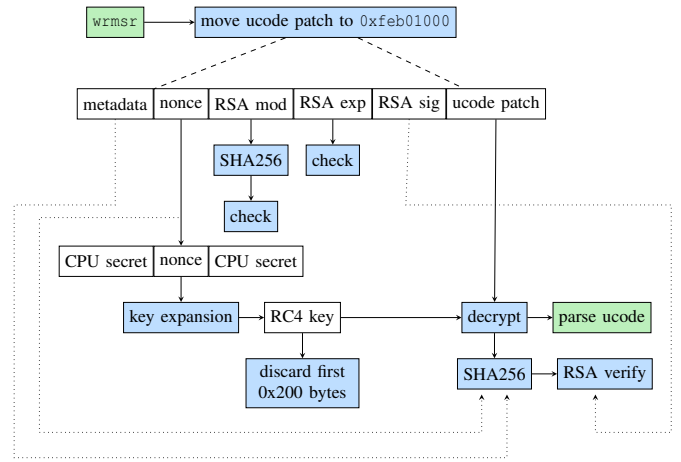 wrmsr
move ucode patch to 0xfeb01000
metadata
nonce
RSA mod
RSA exp
RSA sig
ucode patch
SHA256
check
check
CPU secret
nonce
CPU secret
key expansion
RC4 key
decrypt
parse ucode
discard first
0x200 bytes
SHA256
RSA verify